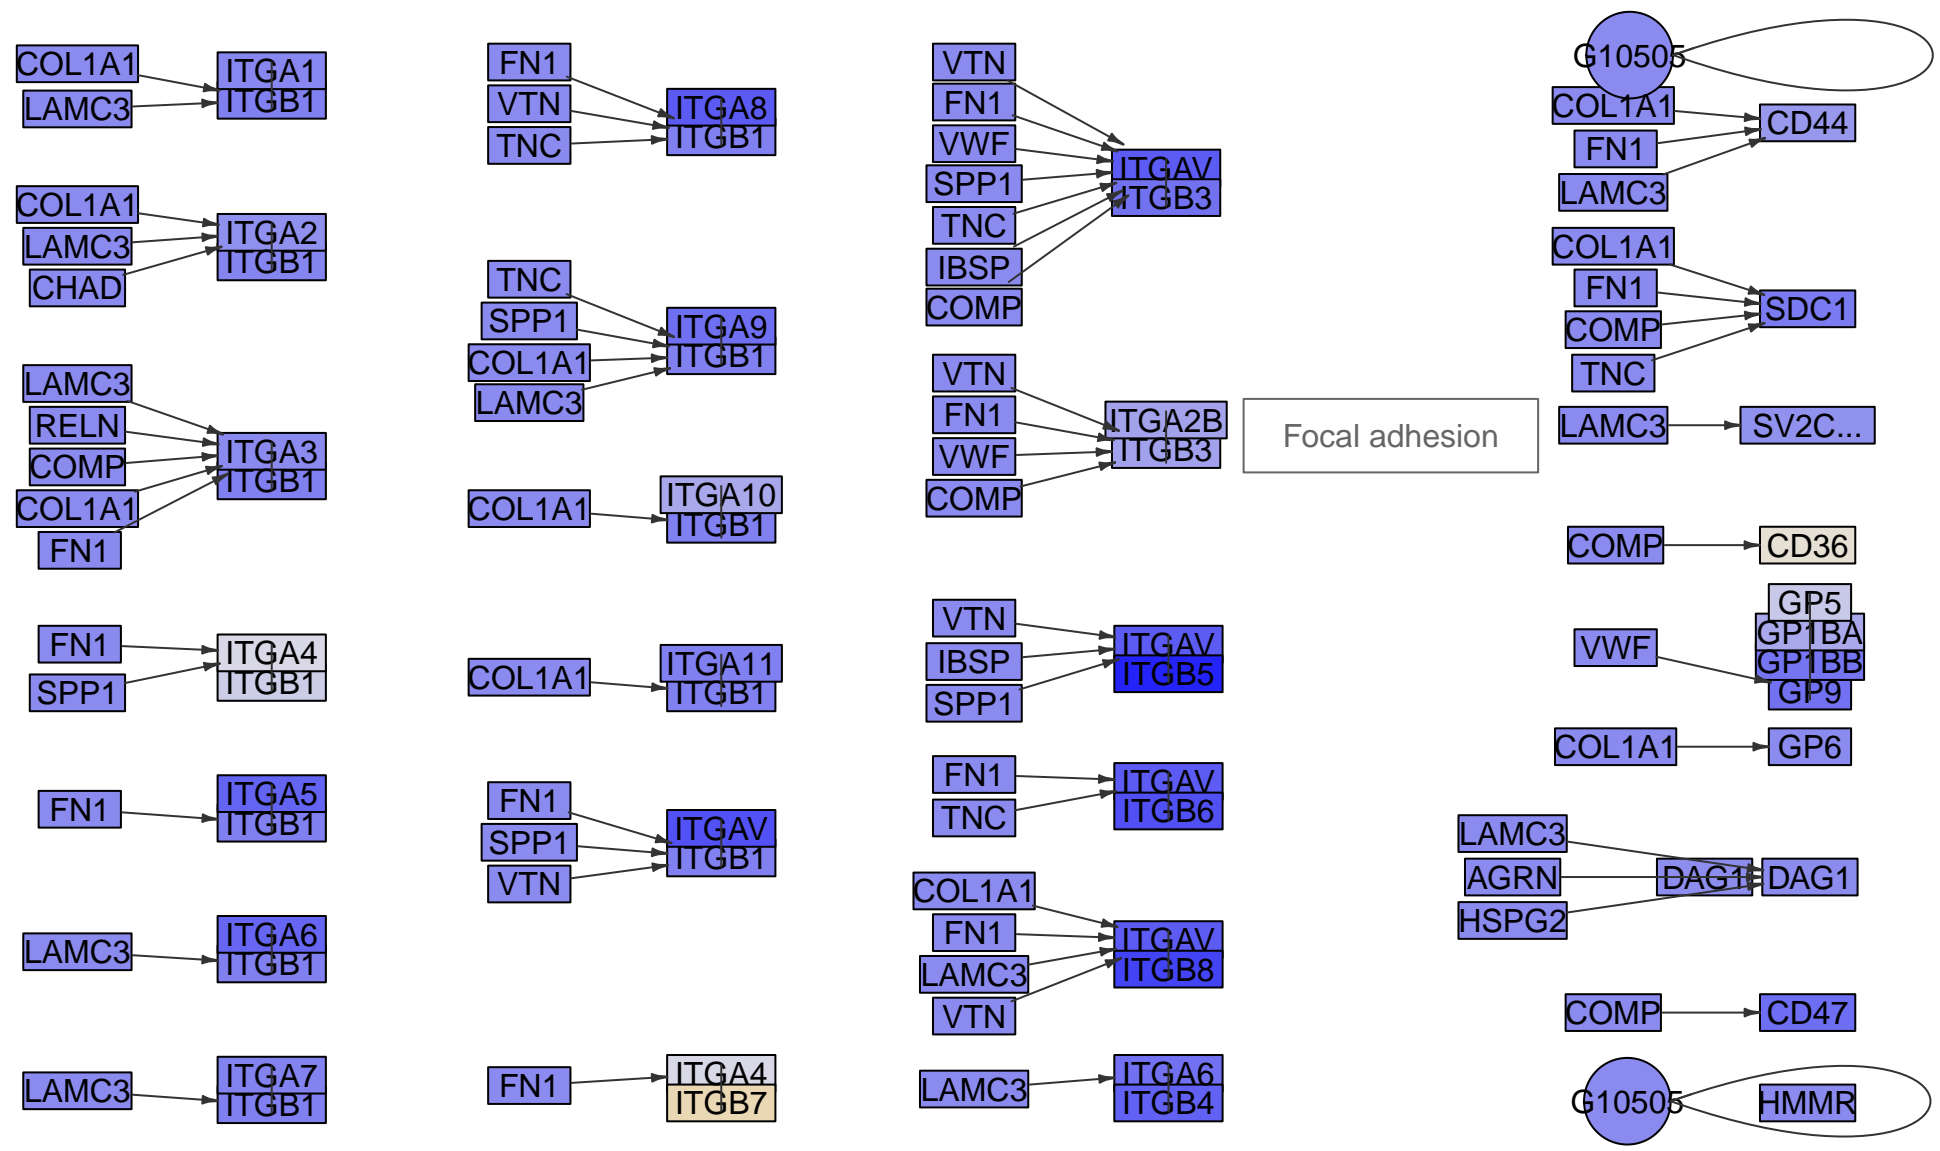 COL1A1
LAMC3
ITGA1
ITGB1
COL1A1
LAMC3
CHAD
ITGA2
ITGB1
LAMC3
RELN
COMP
COL1A1
FN1
ITGA3
ITGB1
FN1
SPP1
ITGA4
ITGB1
FN1
ITGA5
ITGB1
LAMC3
ITGA6
ITGB1
LAMC3
ITGA7
ITGB1
FN1
VTN
TNC
ITGA8
ITGB1
TNC
SPP1
COL1A1
LAMC3
ITGA9
ITGB1
COL1A1
ITGA10
ITGB1
COL1A1
ITGA11
ITGB1
FN1
SPP1
VTN
ITGAV
ITGB1
FN1
ITGA4
ITGB7
VTN
FN1
VWF
SPP1
TNC
IBSP
COMP
ITGAV
ITGB3
VTN
FN1
VWF
COMP
ITGA2B
ITGB3
Focal adhesion
VTN
IBSP
SPP1
ITGAV
ITGB5
FN1
TNC
ITGAV
ITGB6
COL1A1
FN1
LAMC3
VTN
ITGAV
ITGB8
LAMC3
ITGA6
ITGB4
G10505
COL1A1
FN1
LAMC3
CD44
COL1A1
FN1
COMP
TNC
SDC1
LAMC3
SV2C...
COMP
CD36
VWF
GP5
GP1BA
GP1BB
GP9
COL1A1
GP6
LAMC3
AGRN
HSPG2
DAG1
DAG1
COMP
CD47
G10505
HMMR